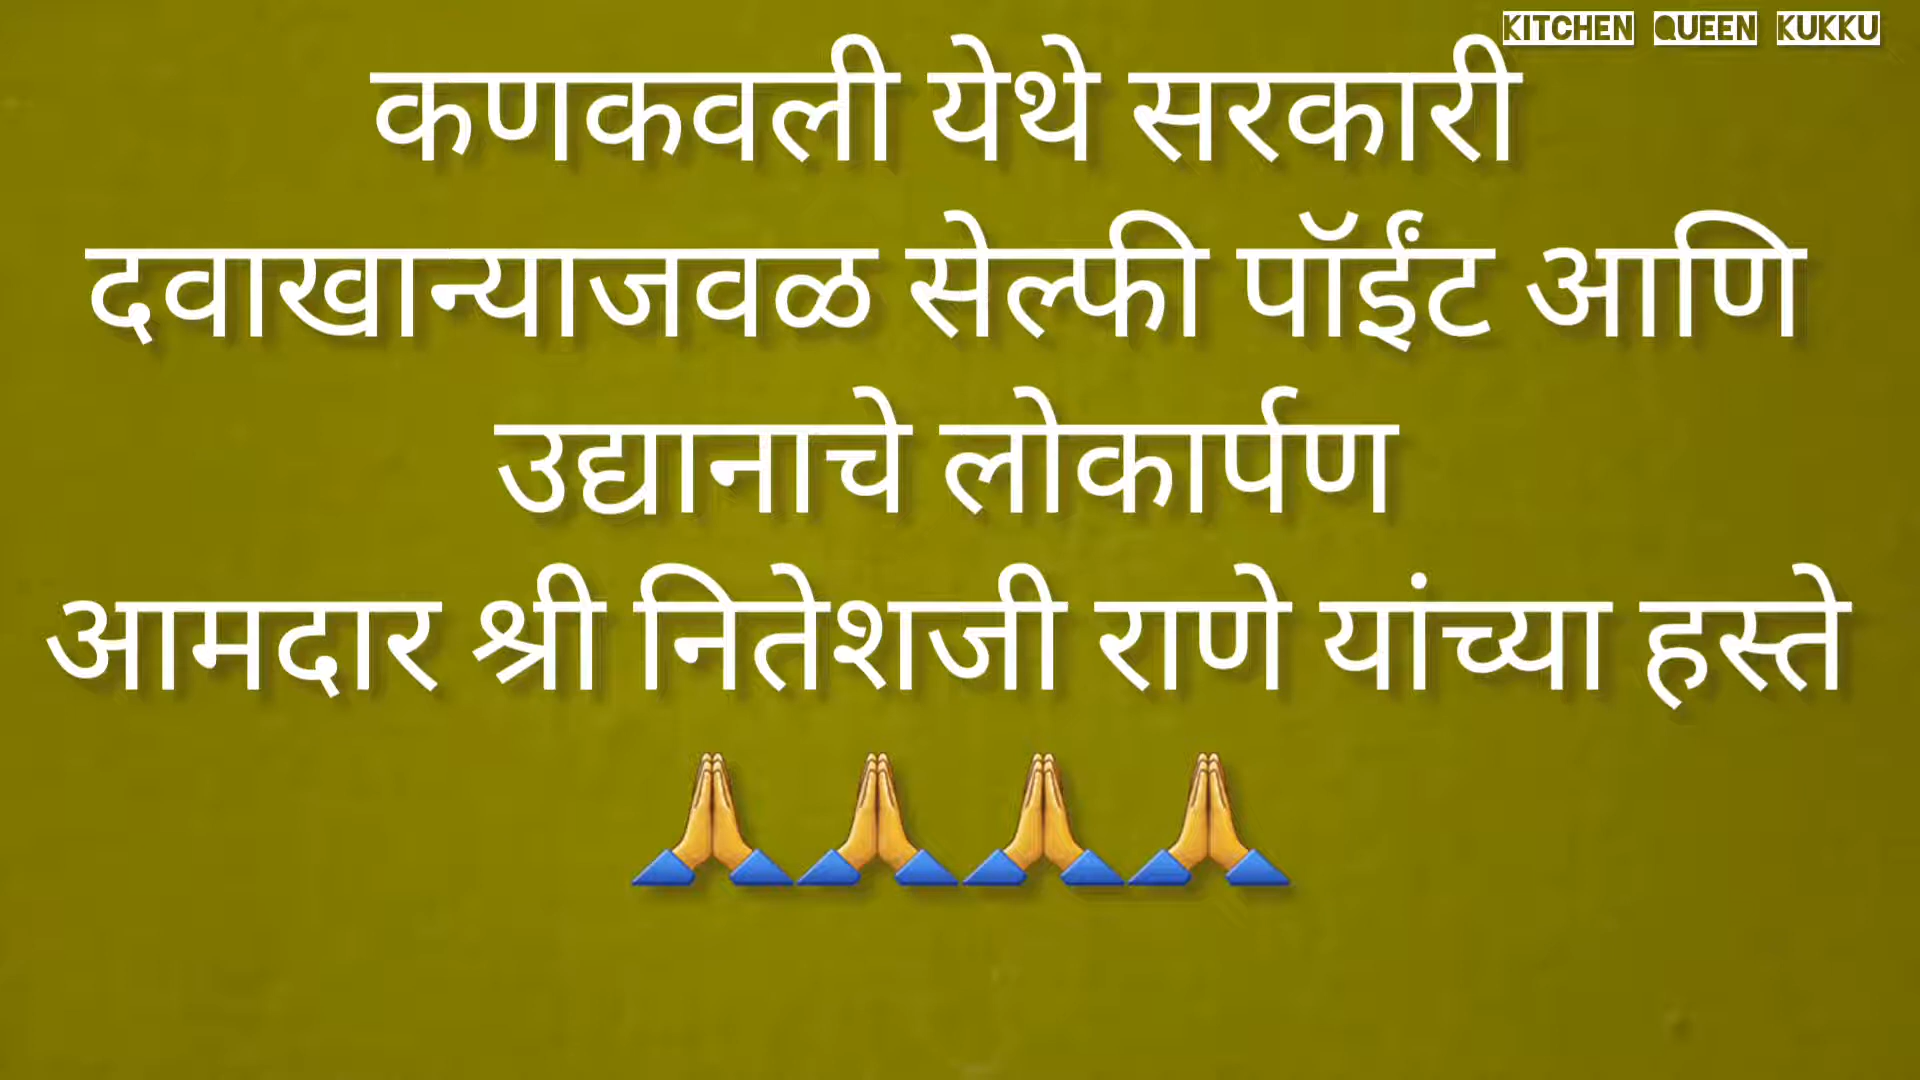 KITCHEN QUEEN KUKKU
कणकवली येथे सरकारी
दवाखान्याजवळ सेल्फी पॉईंट आणि
उद्यानाचे लोकार्पण
आमदार श्री नितेशजी राणे यांच्या हस्ते
🙏🙏🙏🙏